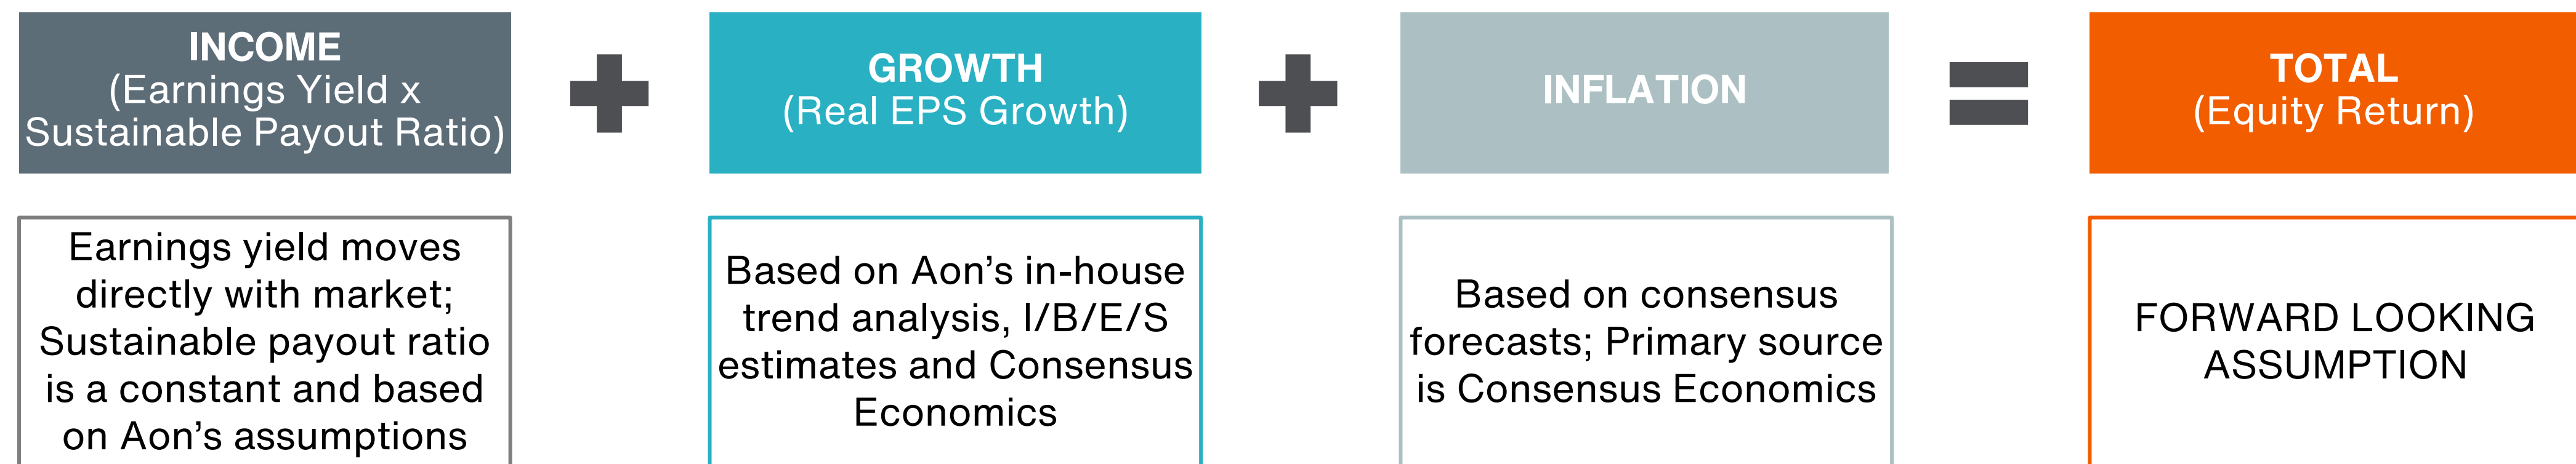 INCOME
(Earnings Yield x
Sustainable Payout Ratio)
GROWTH
(Real EPS Growth)
INFLATION
TOTAL
(Equity Return)
Earnings yield moves
directly with market;
Sustainable payout ratio
is a constant and based
on Aon’s assumptions
Based on Aon’s in-house
trend analysis, I/B/E/S
estimates and Consensus
Economics
Based on consensus
forecasts; Primary source
is Consensus Economics
FORWARD LOOKING
ASSUMPTION